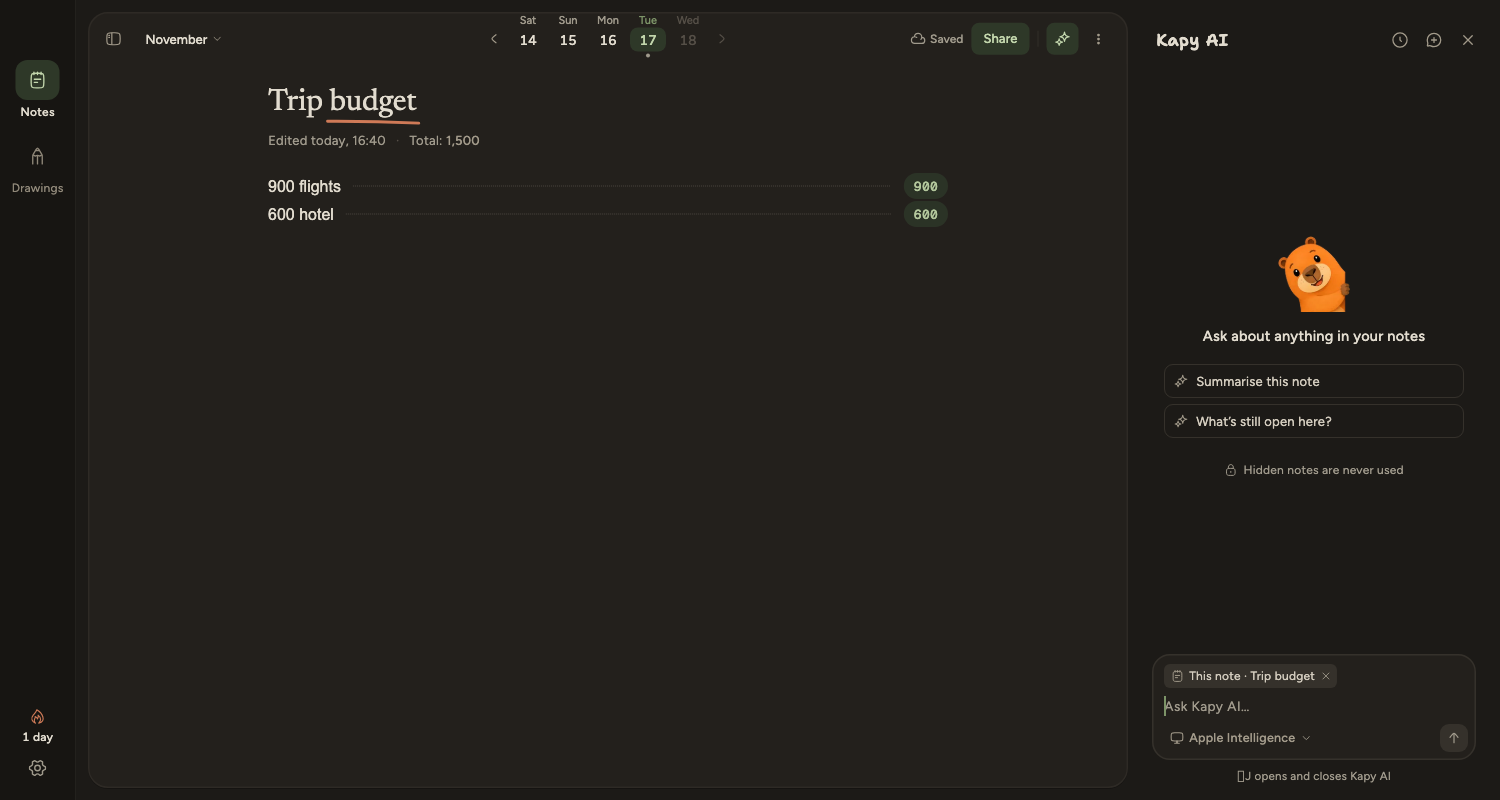 November
Sat Sun Mon Tue Wed
14 15 16 17 18
Saved
Share
Kapy AI
Notes
Drawings
Trip budget
Edited today, 16:40 · Total: 1,500
900 flights 900
600 hotel 600
Ask about anything in your notes
Summarise this note
What's still open here?
Hidden notes are never used
This note · Trip budget
Ask Kapy AI...
Apple Intelligence
J opens and closes Kapy AI
1 day